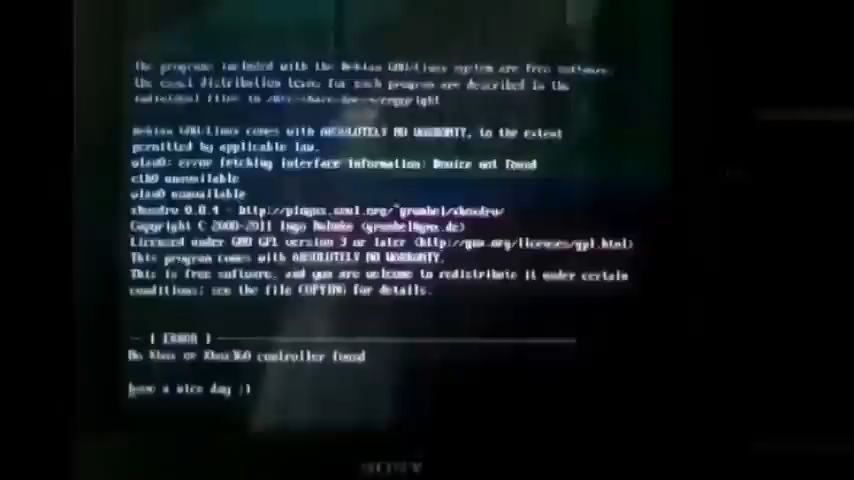 The programs included with the Debian GNU/Linux system are free software;
the exact distribution terms for each program are described in the
individual files in /usr/share/doc/*/copyright
Debian GNU/Linux comes with ABSOLUTELY NO WARRANTY, to the extent
permitted by applicable law.
wlan0: error fetching interface information: Device not found
eth0 unavailable
wlan0 unavailable
xboxdrv 0.8.4 - http://pingus.seul.org/~grumbel/xboxdrv/
Copyright © 2008-2011 Ingo Ruhnke <grumbel@gmx.de>
Licensed under GNU GPL version 3 or later <http://gnu.org/licenses/gpl.html>
This program comes with ABSOLUTELY NO WARRANTY.
This is free software, and you are welcome to redistribute it under certain
conditions; see the file COPYING for details.
-- [ ERROR ]
No Xbox or Xbox360 controller found
have a nice day :)
SONY